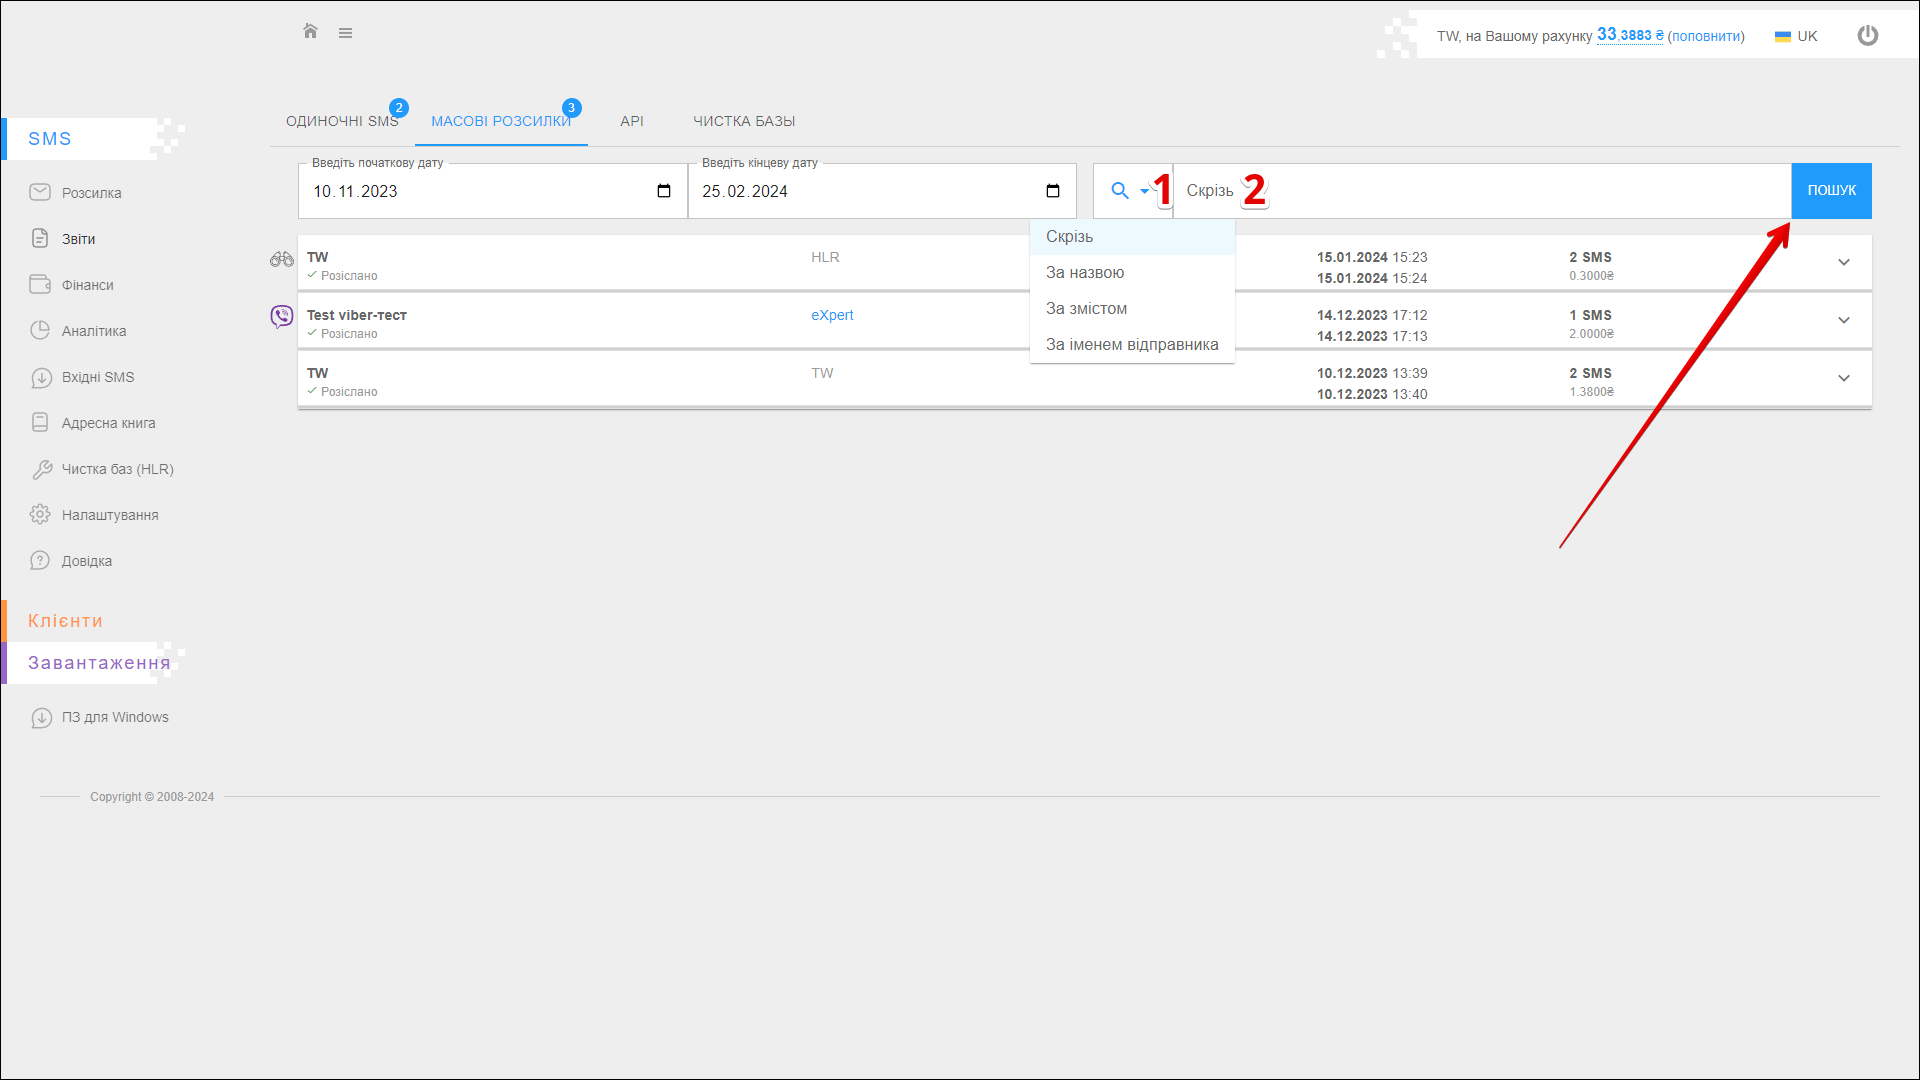 TW, на Вашому рахунку 33,3883 ₴ (поповнити)
UK
ОДИНОЧНІ SMS 2
МАСОВІ РОЗСИЛКИ 3
API
ЧИСТКА БАЗЫ
SMS
Розсилка
Звіти
Фінанси
Аналітика
Вхідні SMS
Адресна книга
Чистка баз (HLR)
Налаштування
Довідка
Клієнти
Завантаження
ПЗ для Windows
Введіть початкову дату
10.11.2023
Введіть кінцеву дату
25.02.2024
1
Скрізь
2
ПОШУК
Скрізь
За назвою
За змістом
За іменем відправника
TW
Розіслано
HLR
15.01.2024 15:23
15.01.2024 15:24
2 SMS
0.3000₴
Test viber-тест
Розіслано
eXpert
14.12.2023 17:12
14.12.2023 17:13
1 SMS
2.0000₴
TW
Розіслано
TW
10.12.2023 13:39
10.12.2023 13:40
2 SMS
1.3800₴
Copyright © 2008-2024